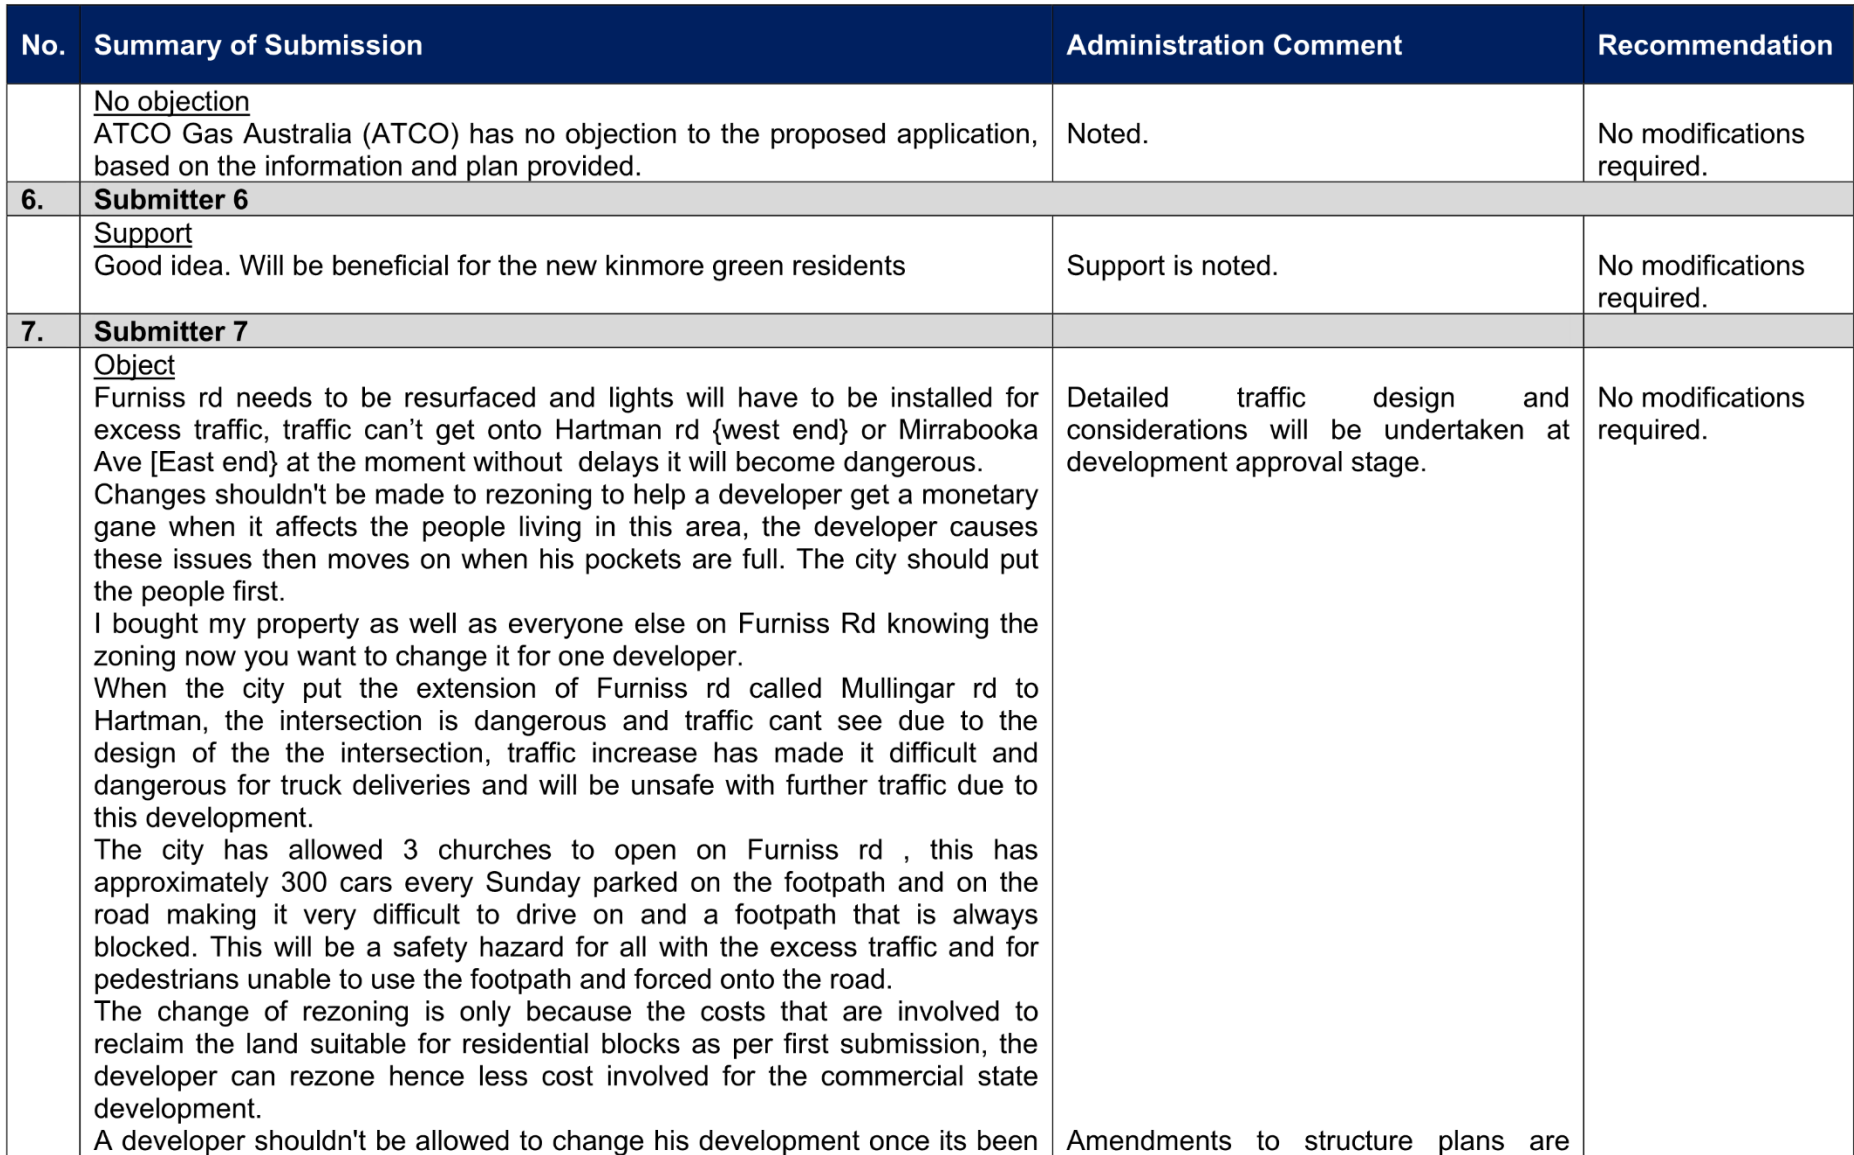 No. Summary of Submission Administration Comment Recommendation
No objection
ATCO Gas Australia (ATCO) has no objection to the proposed application, Noted. No modifications
based on the information and plan provided. required.
6. Submitter 6
Support
Good idea. Will be beneficial for the new kinmore green residents Support is noted. No modifications
required.
7. Submitter 7
Object
Furniss rd needs to be resurfaced and lights will have to be installed for Detailed traffic design and No modifications
excess traffic, traffic can’t get onto Hartman rd {west end} or Mirrabooka considerations will be undertaken at required.
Ave [East end} at the moment without  delays it will become dangerous. development approval stage.
Changes shouldn't be made to rezoning to help a developer get a monetary
gane when it affects the people living in this area, the developer causes
these issues then moves on when his pockets are full. The city should put
the people first.
I bought my property as well as everyone else on Furniss Rd knowing the
zoning now you want to change it for one developer.
When the city put the extension of Furniss rd called Mullingar rd to
Hartman, the intersection is dangerous and traffic cant see due to the
design of the the intersection, traffic increase has made it difficult and
dangerous for truck deliveries and will be unsafe with further traffic due to
this development.
The city has allowed 3 churches to open on Furniss rd , this has
approximately 300 cars every Sunday parked on the footpath and on the
road making it very difficult to drive on and a footpath that is always
blocked. This will be a safety hazard for all with the excess traffic and for
pedestrians unable to use the footpath and forced onto the road.
The change of rezoning is only because the costs that are involved to
reclaim the land suitable for residential blocks as per first submission, the
developer can rezone hence less cost involved for the commercial state
development.
A developer shouldn't be allowed to change his development once its been Amendments to structure plans are